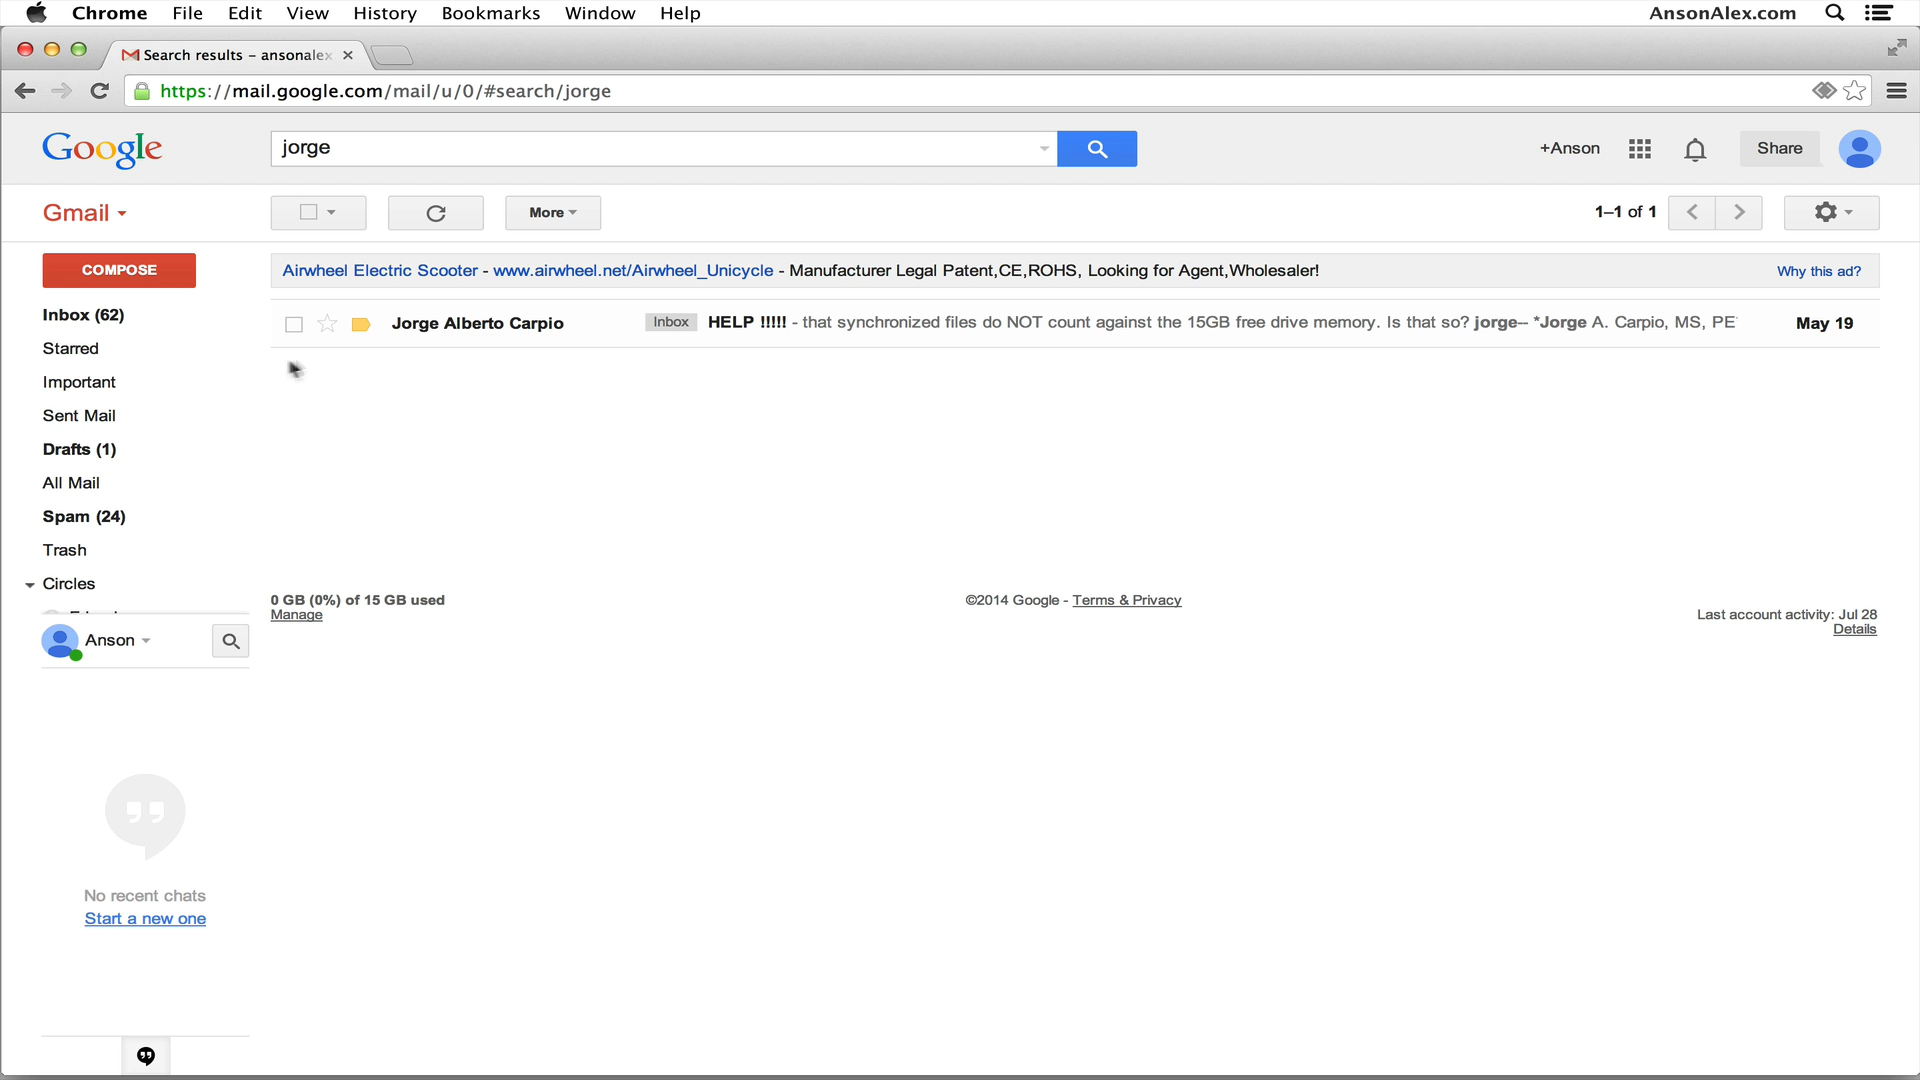 Chrome File Edit View History Bookmarks Window Help AnsonAlex.com
Search results – ansonalex
https://mail.google.com/mail/u/0/#search/jorge
Google jorge +Anson Share
Gmail More 1–1 of 1
COMPOSE
Airwheel Electric Scooter - www.airwheel.net/Airwheel_Unicycle - Manufacturer Legal Patent,CE,ROHS, Looking for Agent,Wholesaler! Why this ad?
Inbox (62)
Jorge Alberto Carpio Inbox HELP !!!!! - that synchronized files do NOT count against the 15GB free drive memory. Is that so? jorge-- *Jorge A. Carpio, MS, PE May 19
Starred
Important
Sent Mail
Drafts (1)
All Mail
Spam (24)
Trash
Circles
0 GB (0%) of 15 GB used
Manage
©2014 Google - Terms & Privacy
Last account activity: Jul 28
Details
Anson
No recent chats
Start a new one